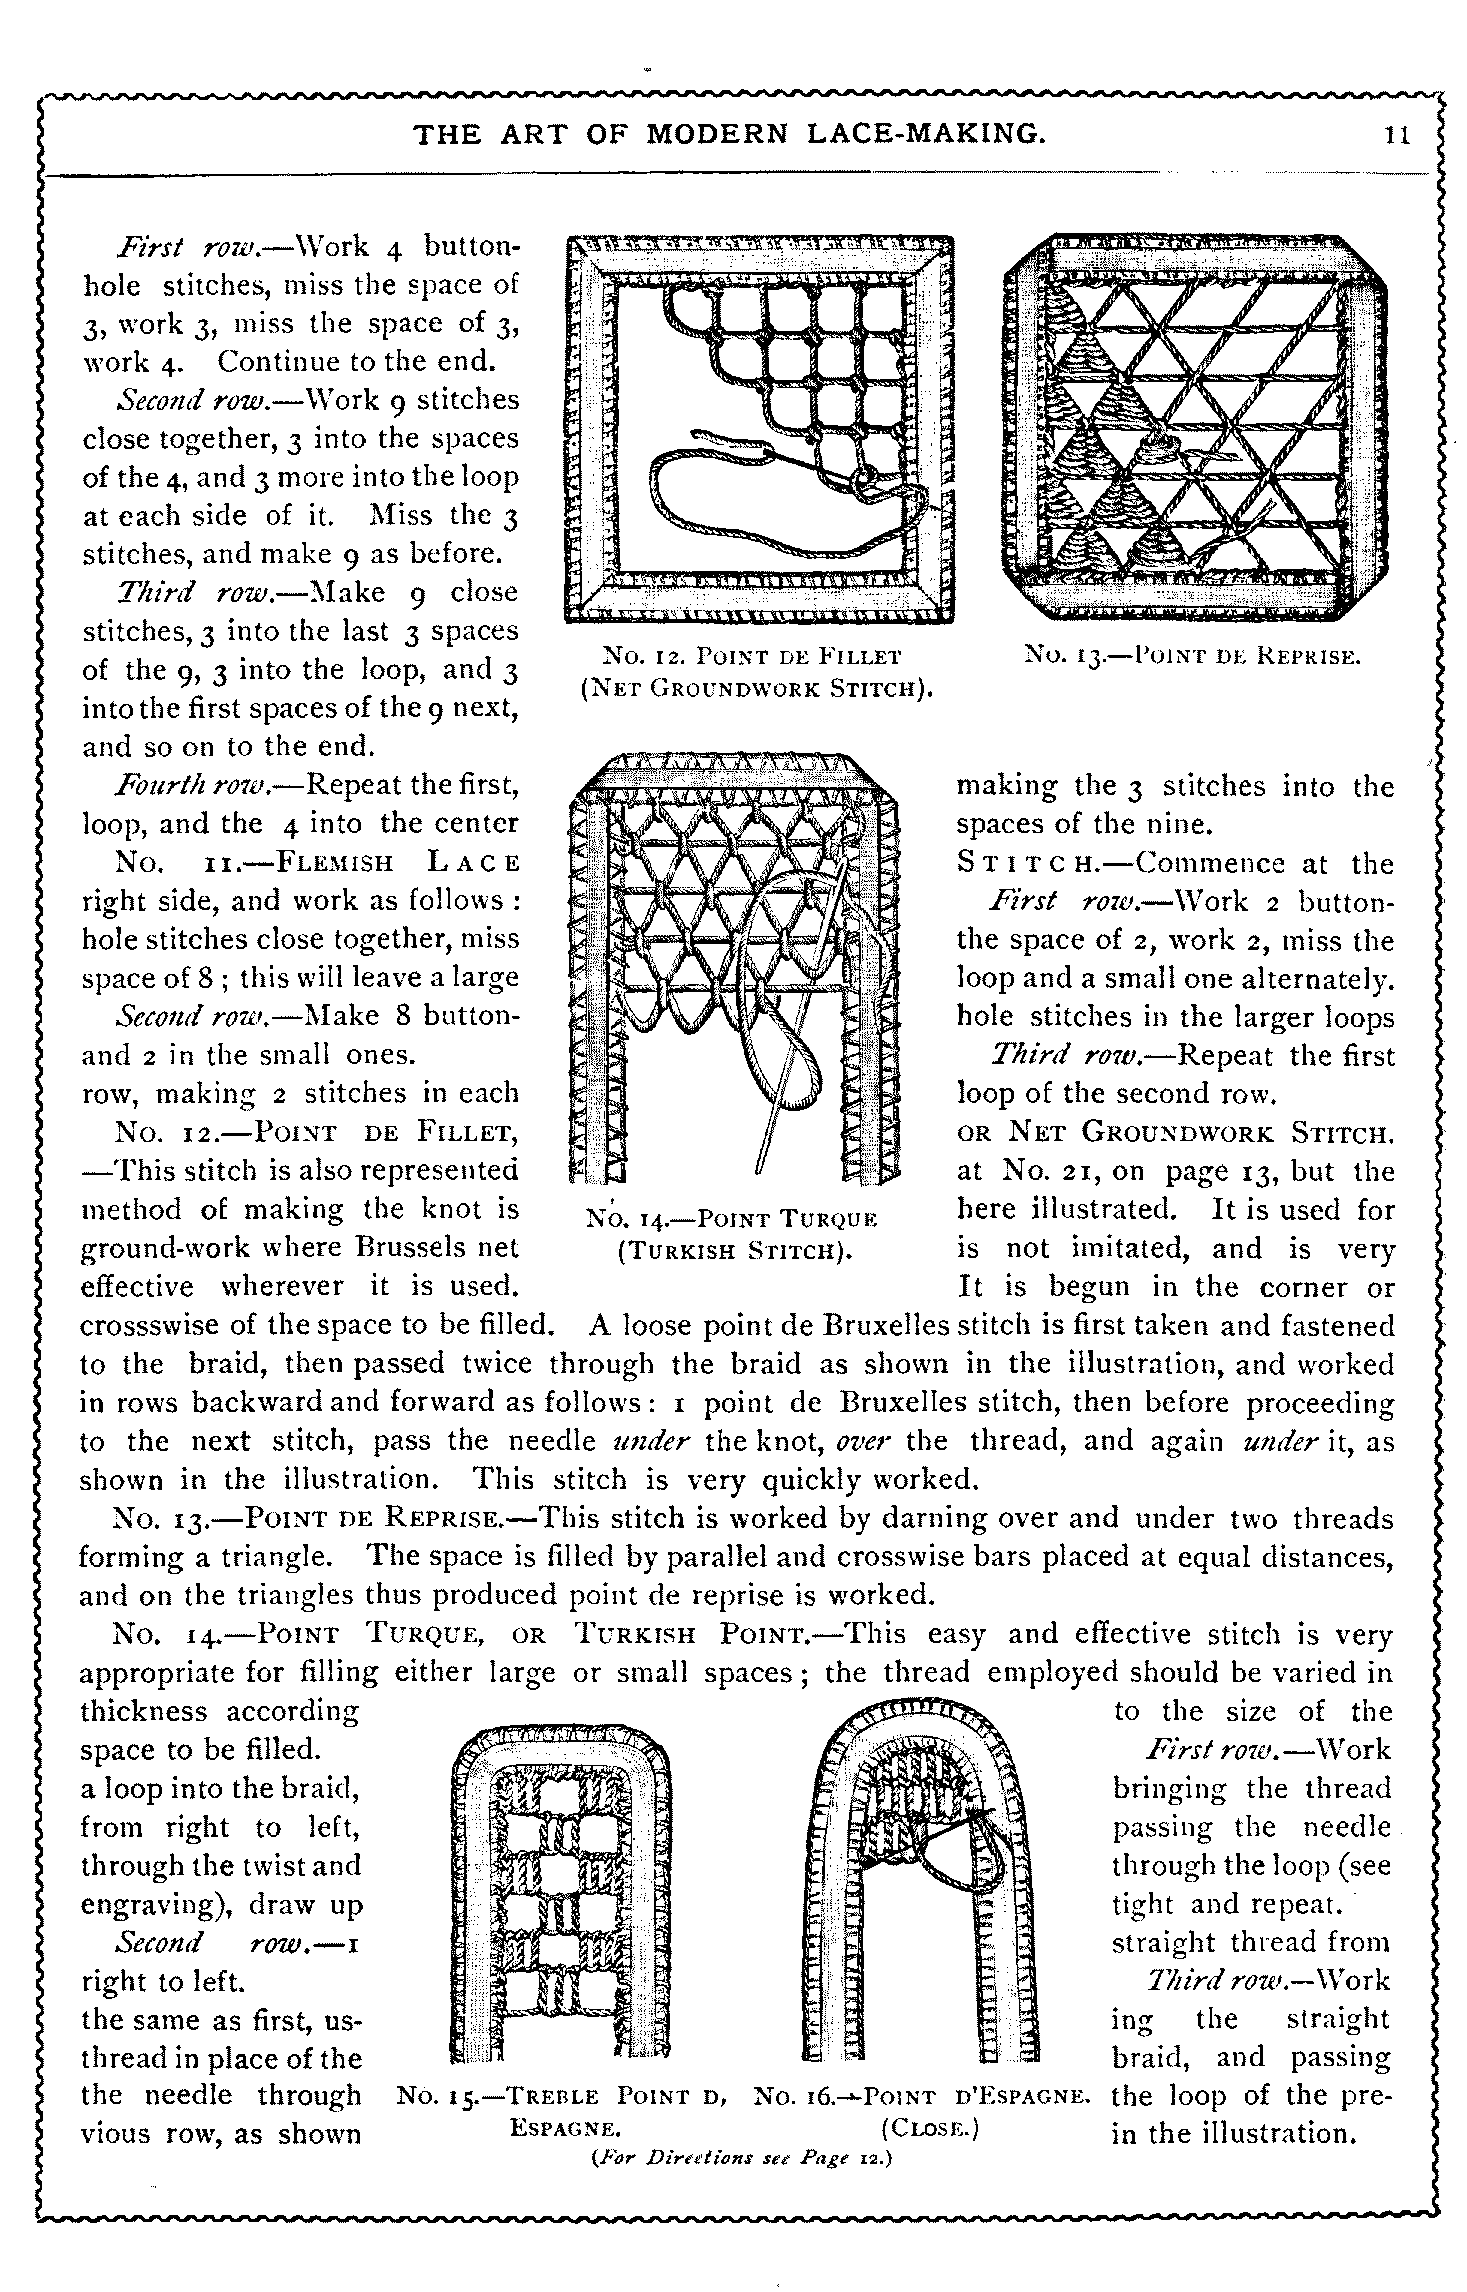 THE ART OF MODERN LACE-MAKING. 11
First row.—Work 4 button-
hole stitches, miss the space of
3, work 3, miss the space of 3,
work 4. Continue to the end.
Second row.—Work 9 stitches
close together, 3 into the spaces
of the 4, and 3 more into the loop
at each side of it. Miss the 3
stitches, and make 9 as before.
Third row.—Make 9 close
stitches, 3 into the last 3 spaces
of the 9, 3 into the loop, and 3
into the first spaces of the 9 next,
and so on to the end.
No. 12. Point de Fillet
(Net Groundwork Stitch).
No. 13.—Point de Reprise.
Fourth row.—Repeat the first, making the 3 stitches into the
loop, and the 4 into the center spaces of the nine.
No. 11.—Flemish Lace Stitch.—Commence at the
right side, and work as follows : First row.—Work 2 button-
hole stitches close together, miss the space of 2, work 2, miss the
space of 8 ; this will leave a large loop and a small one alternately.
Second row.—Make 8 button- hole stitches in the larger loops
and 2 in the small ones. Third row.—Repeat the first
row, making 2 stitches in each loop of the second row.
No. 12.—Point de Fillet, or Net Groundwork Stitch.
—This stitch is also represented at No. 21, on page 13, but the
method of making the knot is here illustrated. It is used for
ground-work where Brussels net is not imitated, and is very
effective wherever it is used. It is begun in the corner or
No. 14.—Point Turque
(Turkish Stitch).
crossswise of the space to be filled. A loose point de Bruxelles stitch is first taken and fastened
to the braid, then passed twice through the braid as shown in the illustration, and worked
in rows backward and forward as follows : 1 point de Bruxelles stitch, then before proceeding
to the next stitch, pass the needle under the knot, over the thread, and again under it, as
shown in the illustration. This stitch is very quickly worked.
No. 13.—Point de Reprise.—This stitch is worked by darning over and under two threads
forming a triangle. The space is filled by parallel and crosswise bars placed at equal distances,
and on the triangles thus produced point de reprise is worked.
No. 14.—Point Turque, or Turkish Point.—This easy and effective stitch is very
appropriate for filling either large or small spaces ; the thread employed should be varied in
thickness according to the size of the
space to be filled. First row.—Work
a loop into the braid, bringing the thread
from right to left, passing the needle
through the twist and through the loop (see
engraving), draw up tight and repeat.
Second row.—1 straight thread from
right to left. Third row.—Work
the same as first, us- ing the straight
thread in place of the braid, and passing
the needle through the loop of the pre-
vious row, as shown in the illustration.
No. 15.—Treble Point d,
Espagne.
No. 16.—Point d'Espagne.
(Close.)
(For Directions see Page 12.)